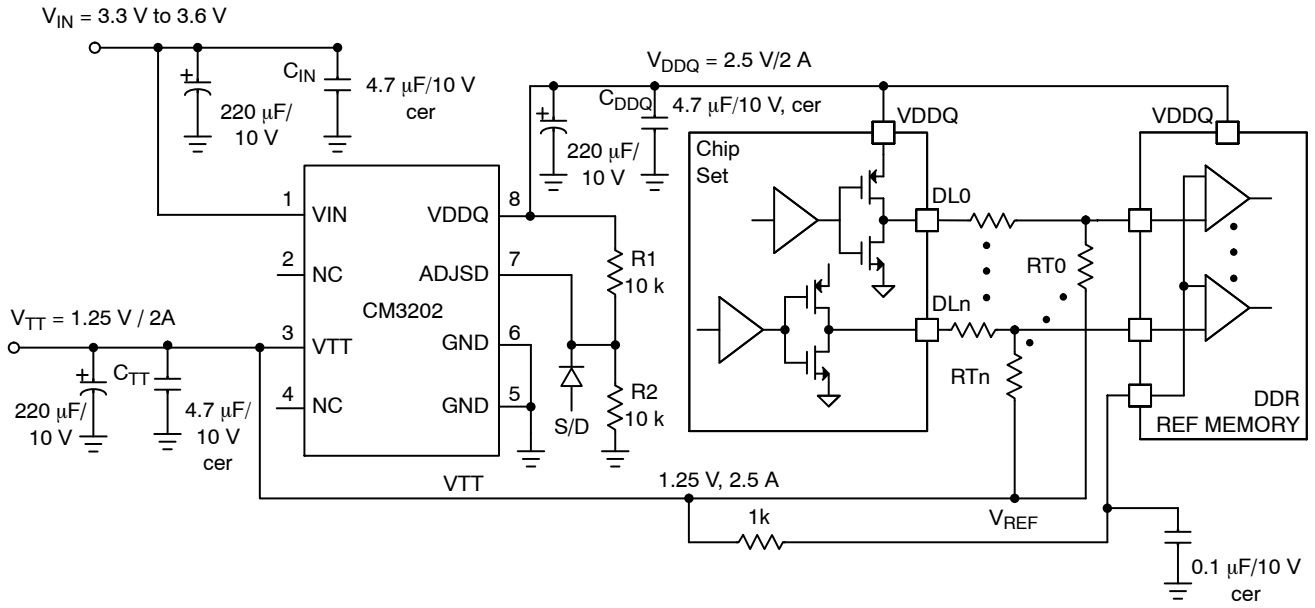 V_IN = 3.3 V to 3.6 V
C_IN
4.7 μF/10 V
cer
220 μF/
10 V
V_DDQ = 2.5 V/2 A
C_DDQ
4.7 μF/10 V, cer
220 μF/
10 V
VDDQ
VDDQ
Chip
Set
DL0
DLn
RT0
RTn
DDR
REF MEMORY
1
VIN
2
NC
3
VTT
4
NC
CM3202
VDDQ
8
ADJSD
7
GND
6
GND
5
R1
10 k
R2
10 k
S/D
V_TT = 1.25 V / 2A
C_TT
220 μF/
10 V
4.7 μF/
10 V
cer
VTT
1.25 V, 2.5 A
1k
V_REF
0.1 μF/10 V
cer